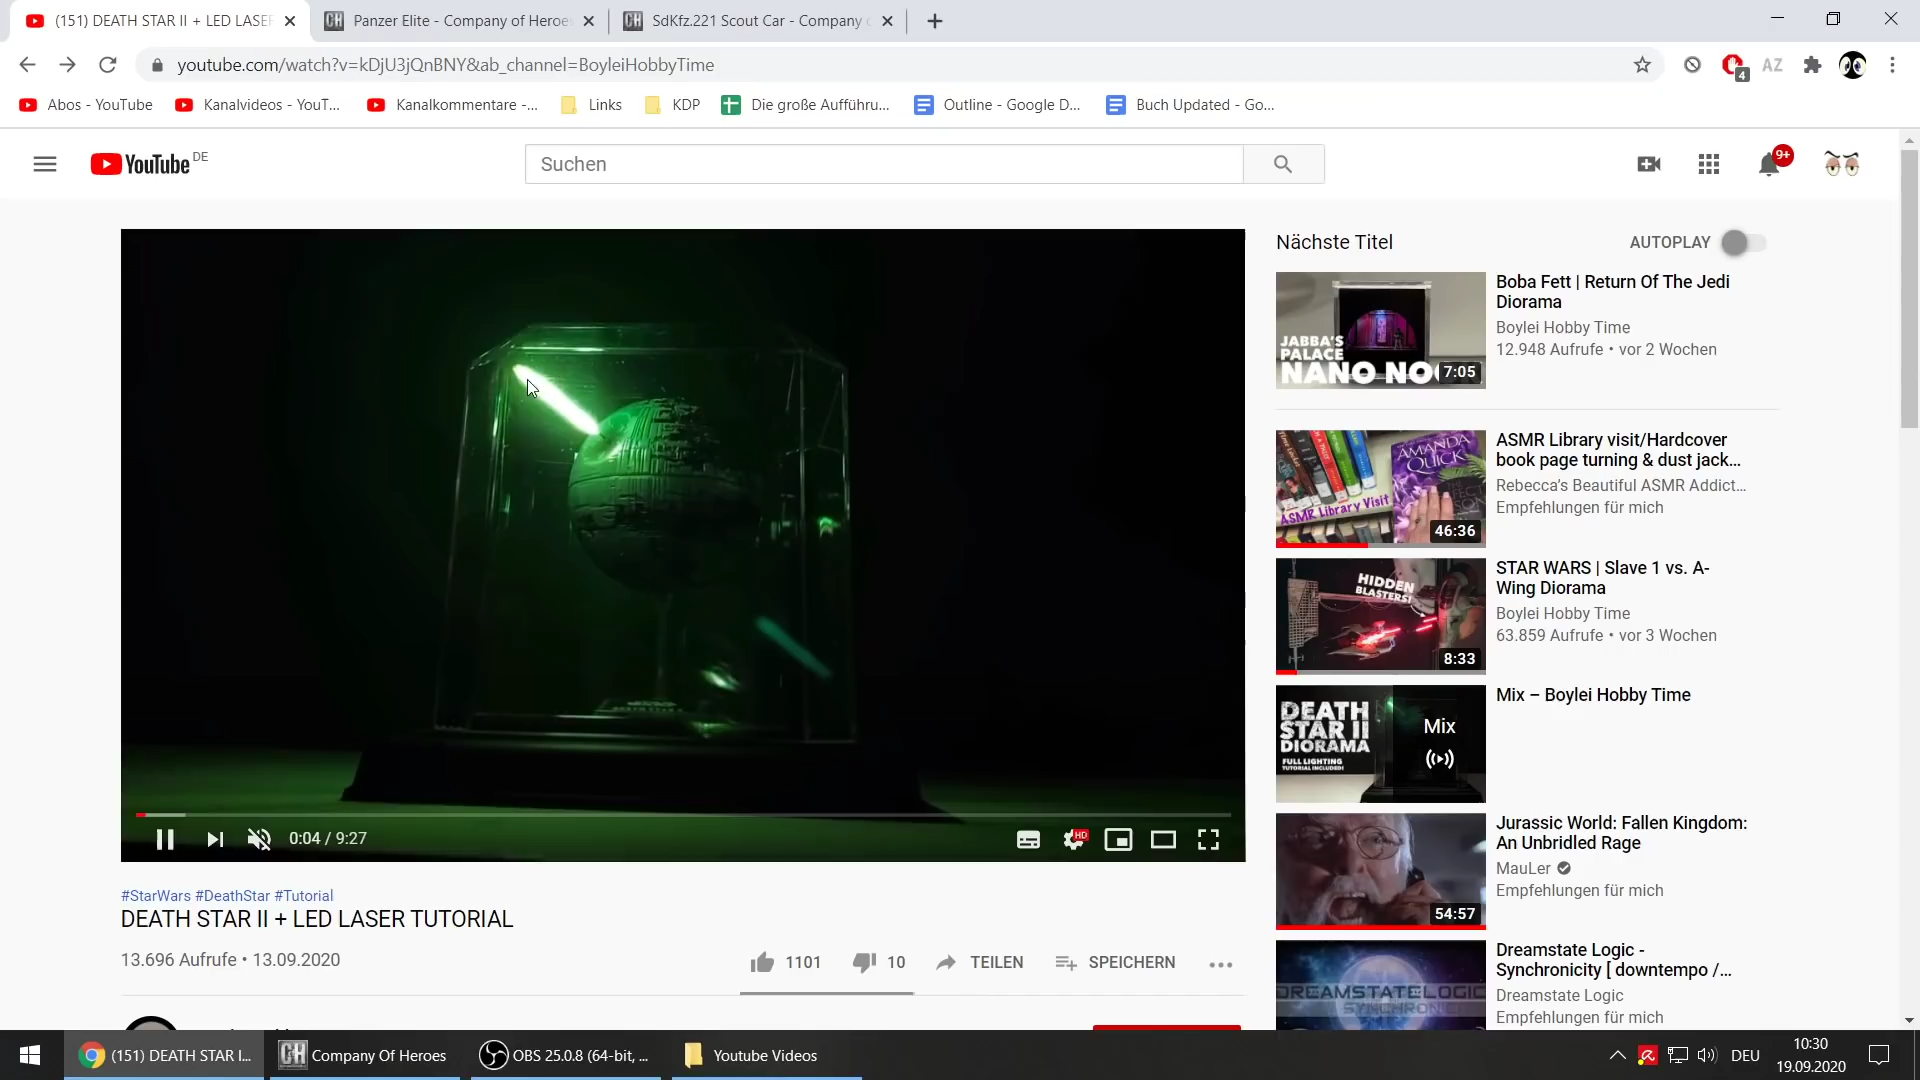 (151) DEATH STAR II + LED LASER
Panzer Elite - Company of Heroes
SdKfz.221 Scout Car - Company
youtube.com/watch?v=kDjU3jQnBNY&ab_channel=BoyleiHobbyTime
4
AZ
Abos - YouTube
Kanalvideos - YouT...
Kanalkommentare -...
Links
KDP
Die große Aufführu...
Outline - Google D...
Buch Updated - Go...
YouTube DE
Suchen
9+
Nächste Titel
AUTOPLAY
JABBA'S
PALACE
7:05
Boba Fett | Return Of The Jedi
Diorama
Boylei Hobby Time
12.948 Aufrufe • vor 2 Wochen
AMANDA
QUICK
ASMR Library Visit
46:36
ASMR Library visit/Hardcover
book page turning & dust jack...
Rebecca's Beautiful ASMR Addict...
Empfehlungen für mich
HIDDEN
BLASTERS!
8:33
STAR WARS | Slave 1 vs. A-
Wing Diorama
Boylei Hobby Time
63.859 Aufrufe • vor 3 Wochen
DEATH
STAR II
DIORAMA
FULL LIGHTING
TUTORIAL INCLUDED!
Mix
Mix – Boylei Hobby Time
54:57
Jurassic World: Fallen Kingdom:
An Unbridled Rage
MauLer
Empfehlungen für mich
DREAMSTATE LOGIC
SYNCHRONIC
Dreamstate Logic -
Synchronicity [ downtempo /...
Dreamstate Logic
Empfehlungen für mich
0:04 / 9:27
HD
#StarWars #DeathStar #Tutorial
DEATH STAR II + LED LASER TUTORIAL
13.696 Aufrufe • 13.09.2020
1101
10
TEILEN
SPEICHERN
(151) DEATH STAR I...
Company Of Heroes
OBS 25.0.8 (64-bit, ...
Youtube Videos
DEU
10:30
19.09.2020